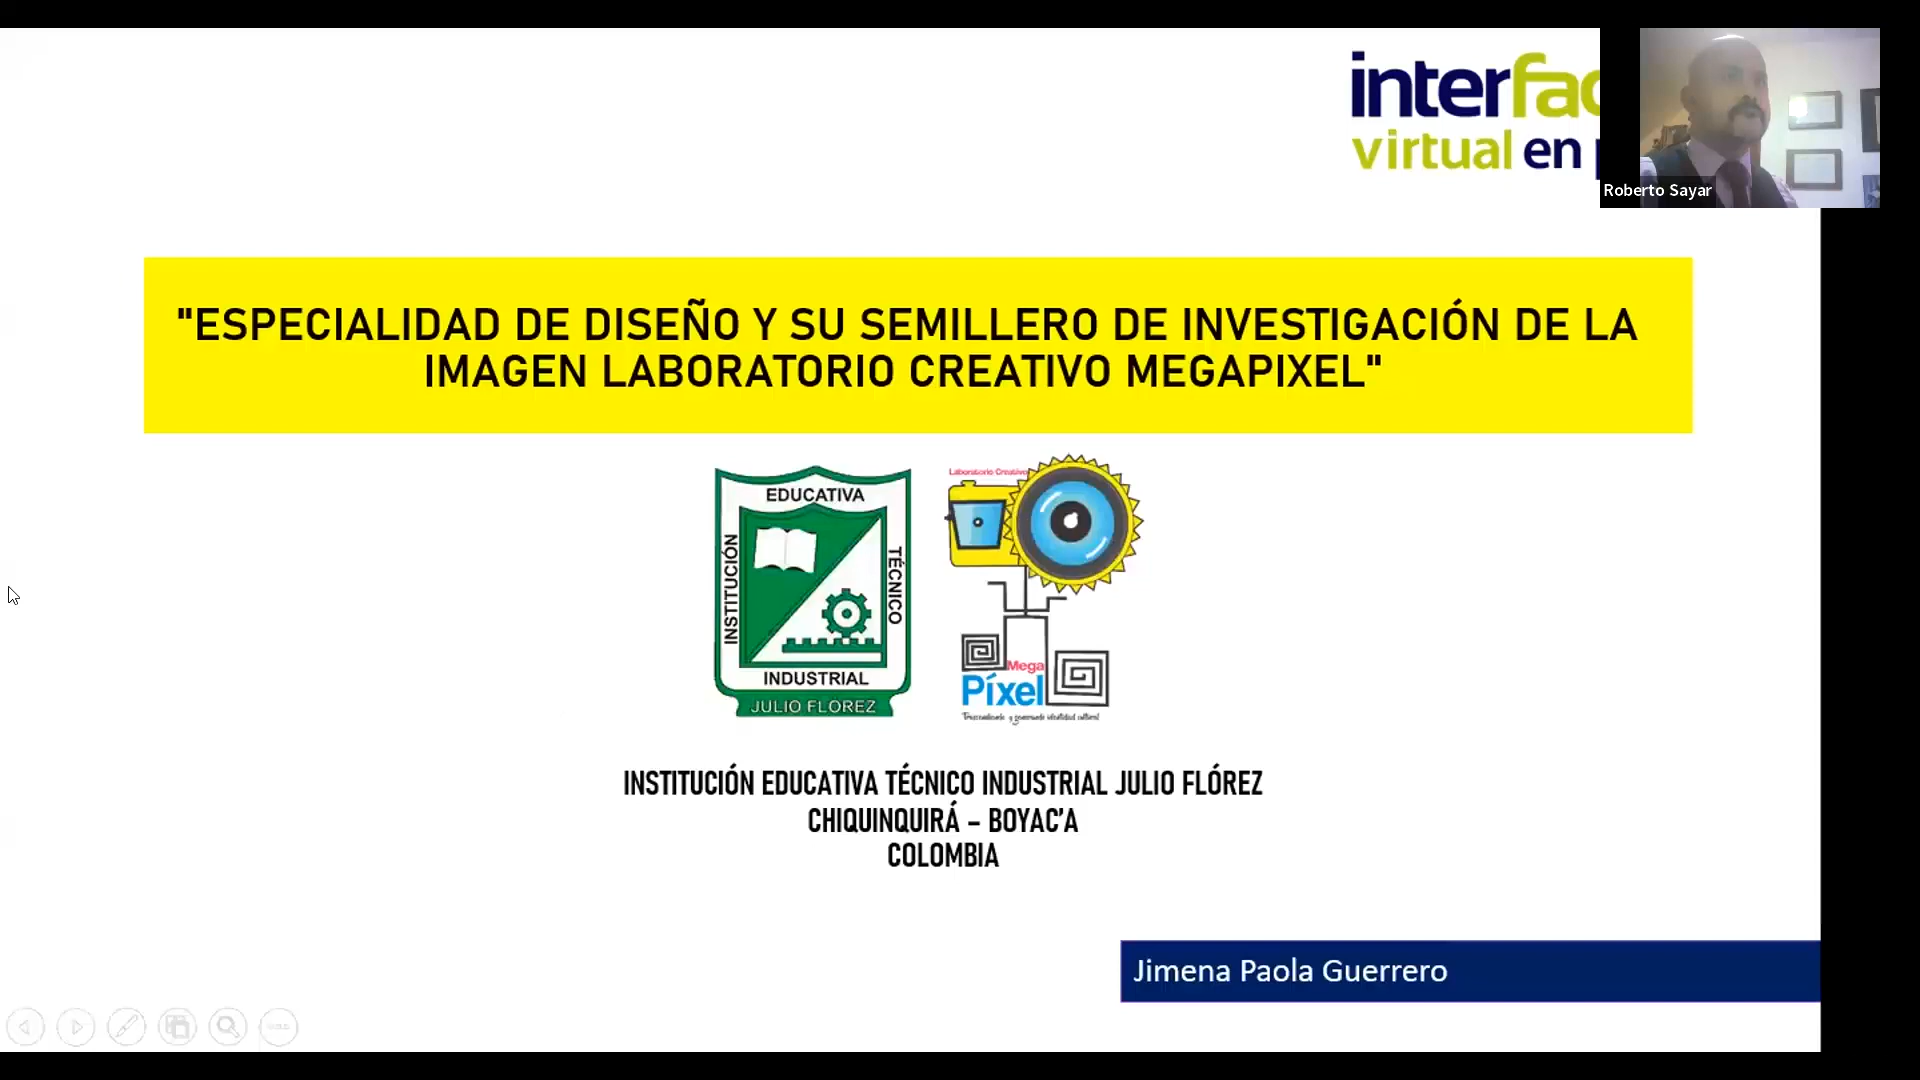 interfac
virtual en
Roberto Sayar
"ESPECIALIDAD DE DISEÑO Y SU SEMILLERO DE INVESTIGACIÓN DE LA
IMAGEN LABORATORIO CREATIVO MEGAPIXEL"
EDUCATIVA
INSTITUCIÓN
TÉCNICO
INDUSTRIAL
JULIO FLOREZ
Laboratorio Creativo
Mega
Píxel
INSTITUCIÓN EDUCATIVA TÉCNICO INDUSTRIAL JULIO FLÓREZ
CHIQUINQUIRÁ – BOYAC'A
COLOMBIA
Jimena Paola Guerrero